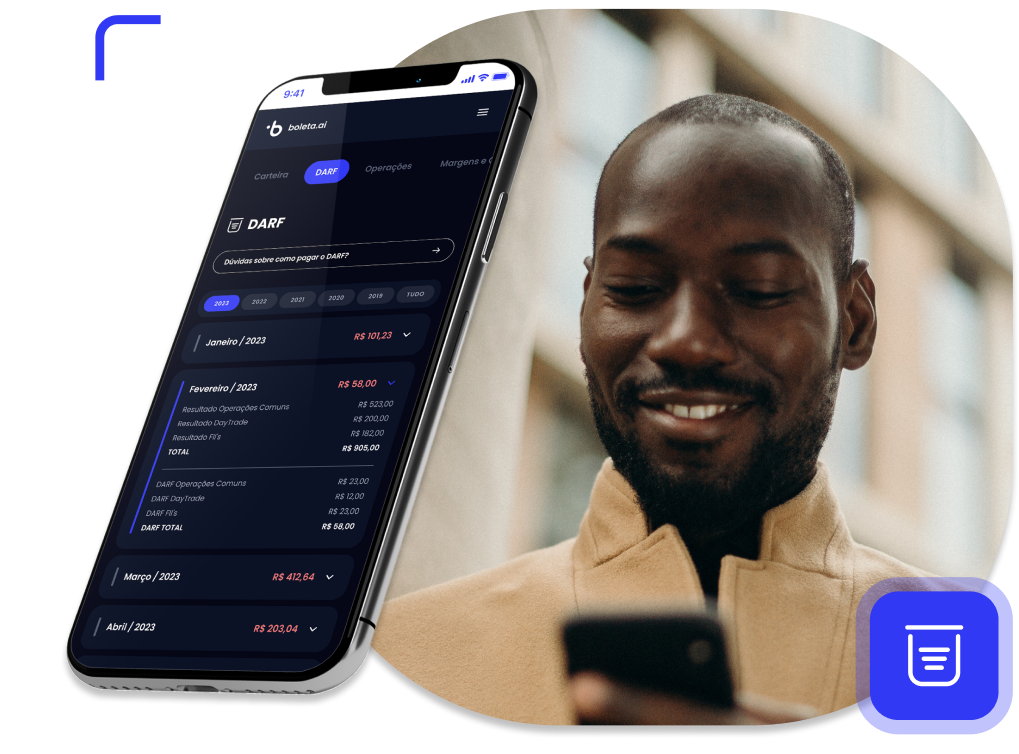 9:41
boleta.ai
Carteira DARF Operações Margens e
DARF
Dúvidas sobre como pagar o DARF?
2023 2022 2021 2020 2019 TUDO
Janeiro / 2023 R$ 101,23
Fevereiro / 2023 R$ 58,00
Resultado Operações Comuns R$ 523,00
Resultado DayTrade R$ 200,00
Resultado FII's R$ 182,00
TOTAL R$ 905,00
DARF Operações Comuns R$ 23,00
DARF DayTrade R$ 12,00
DARF FII's R$ 23,00
DARF TOTAL R$ 58,00
Março / 2023 R$ 412,64
Abril / 2023 R$ 203,04